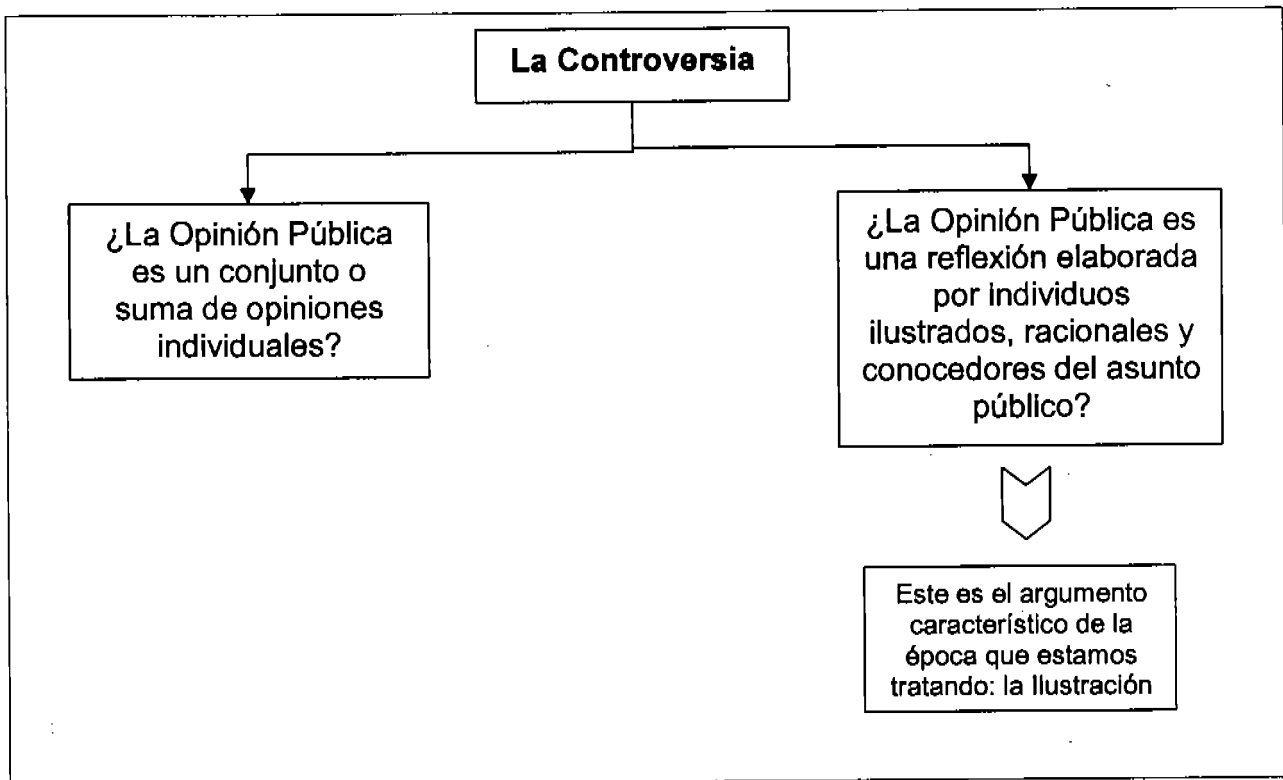 La Controversia
¿La Opinión Pública
es un conjunto o
suma de opiniones
individuales?
¿La Opinión Pública es
una reflexión elaborada
por individuos
ilustrados, racionales y
conocedores del asunto
público?
Este es el argumento
característico de la
época que estamos
tratando: la Ilustración